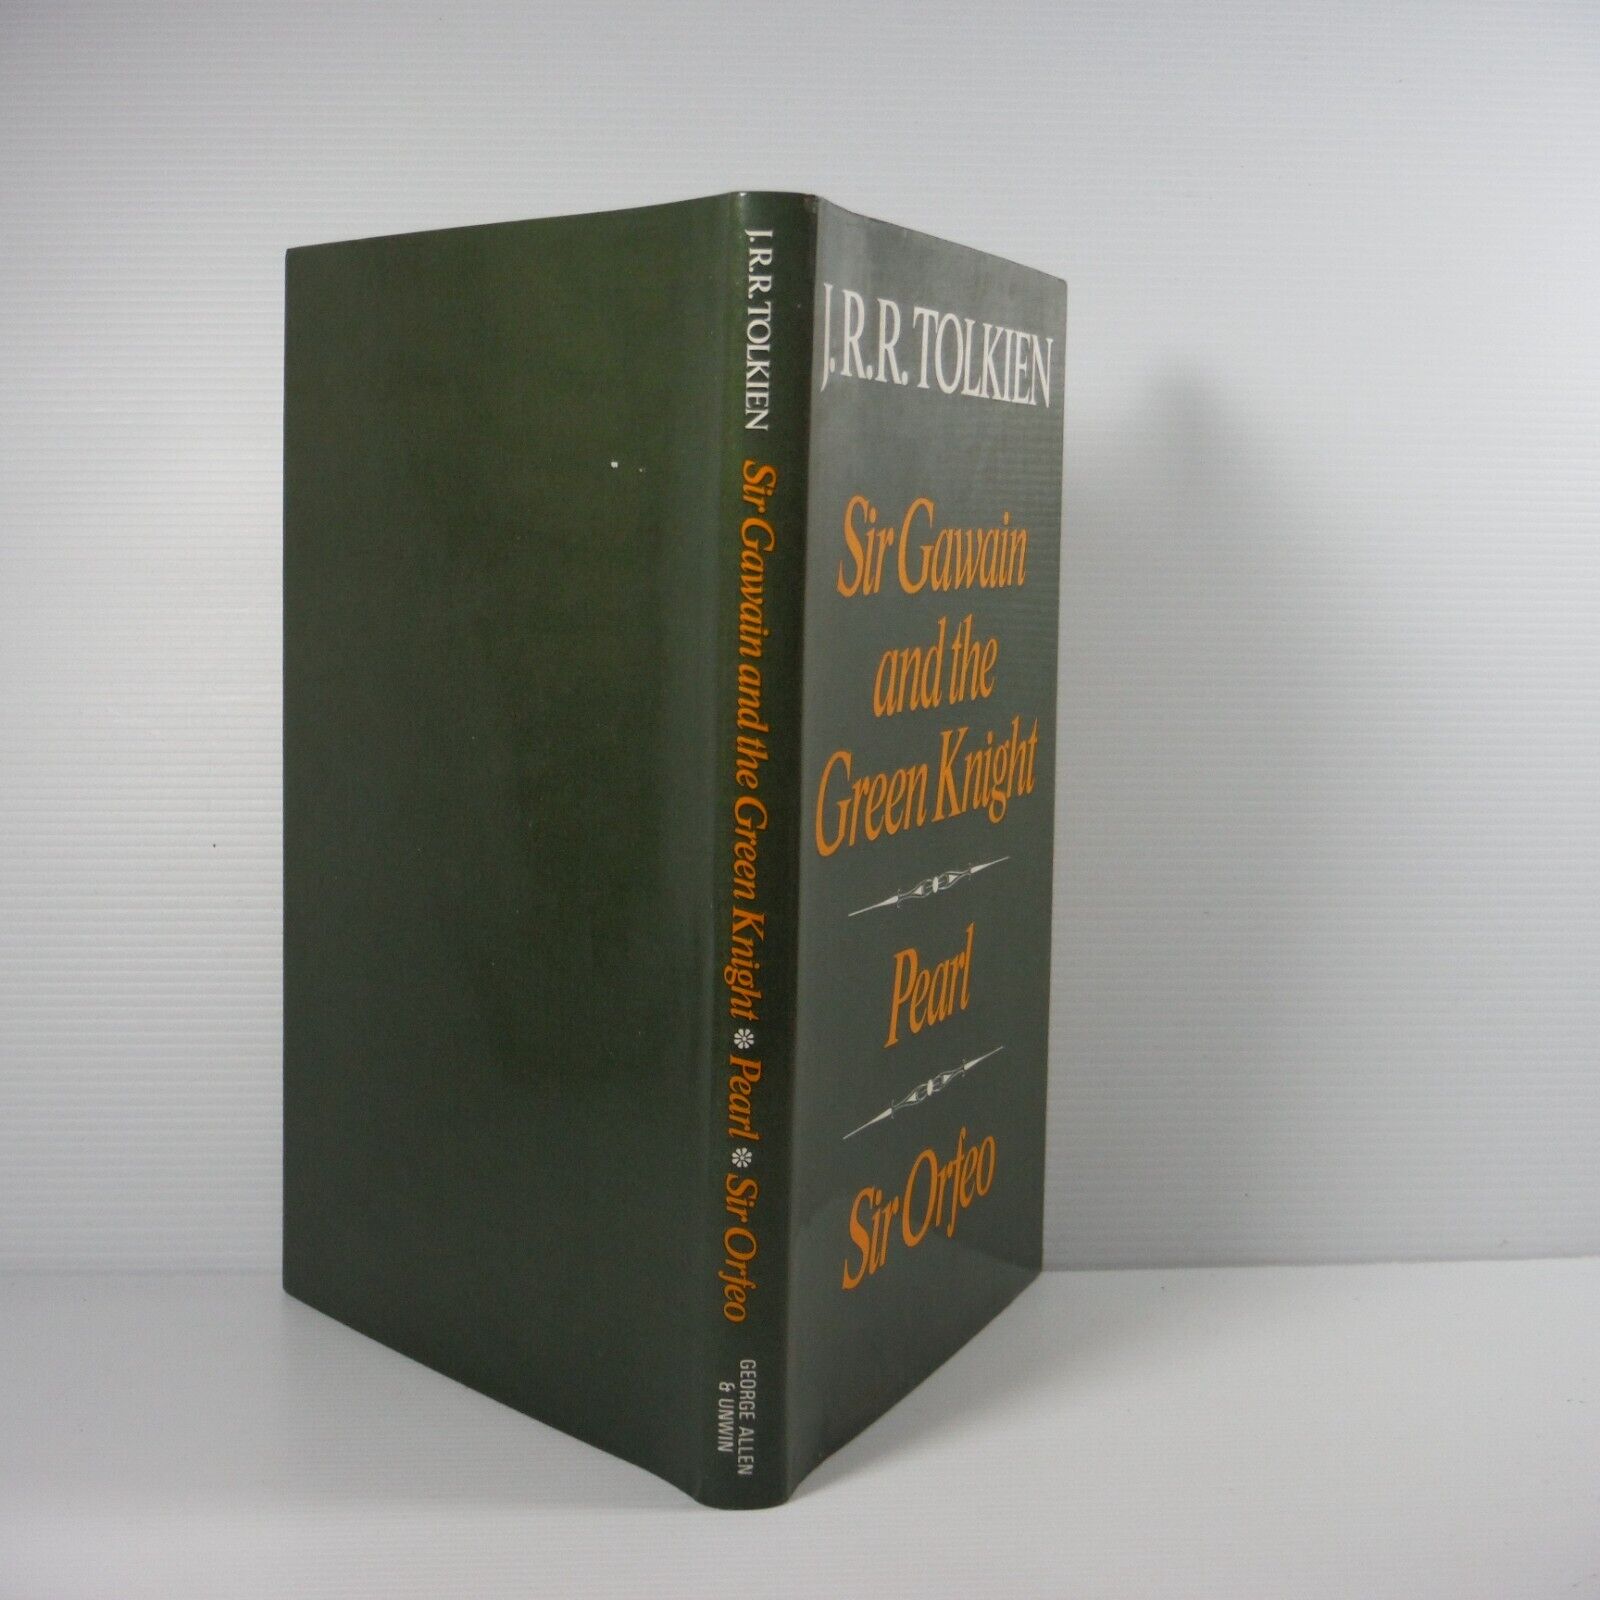 J.R.R. TOLKIEN Sir Gawain and the Green Knight * Pearl * Sir Orfeo
GEORGE ALLEN
& UNWIN
J.R.R. TOLKIEN
Sir Gawain
and the
Green Knight
Pearl
Sir Orfeo